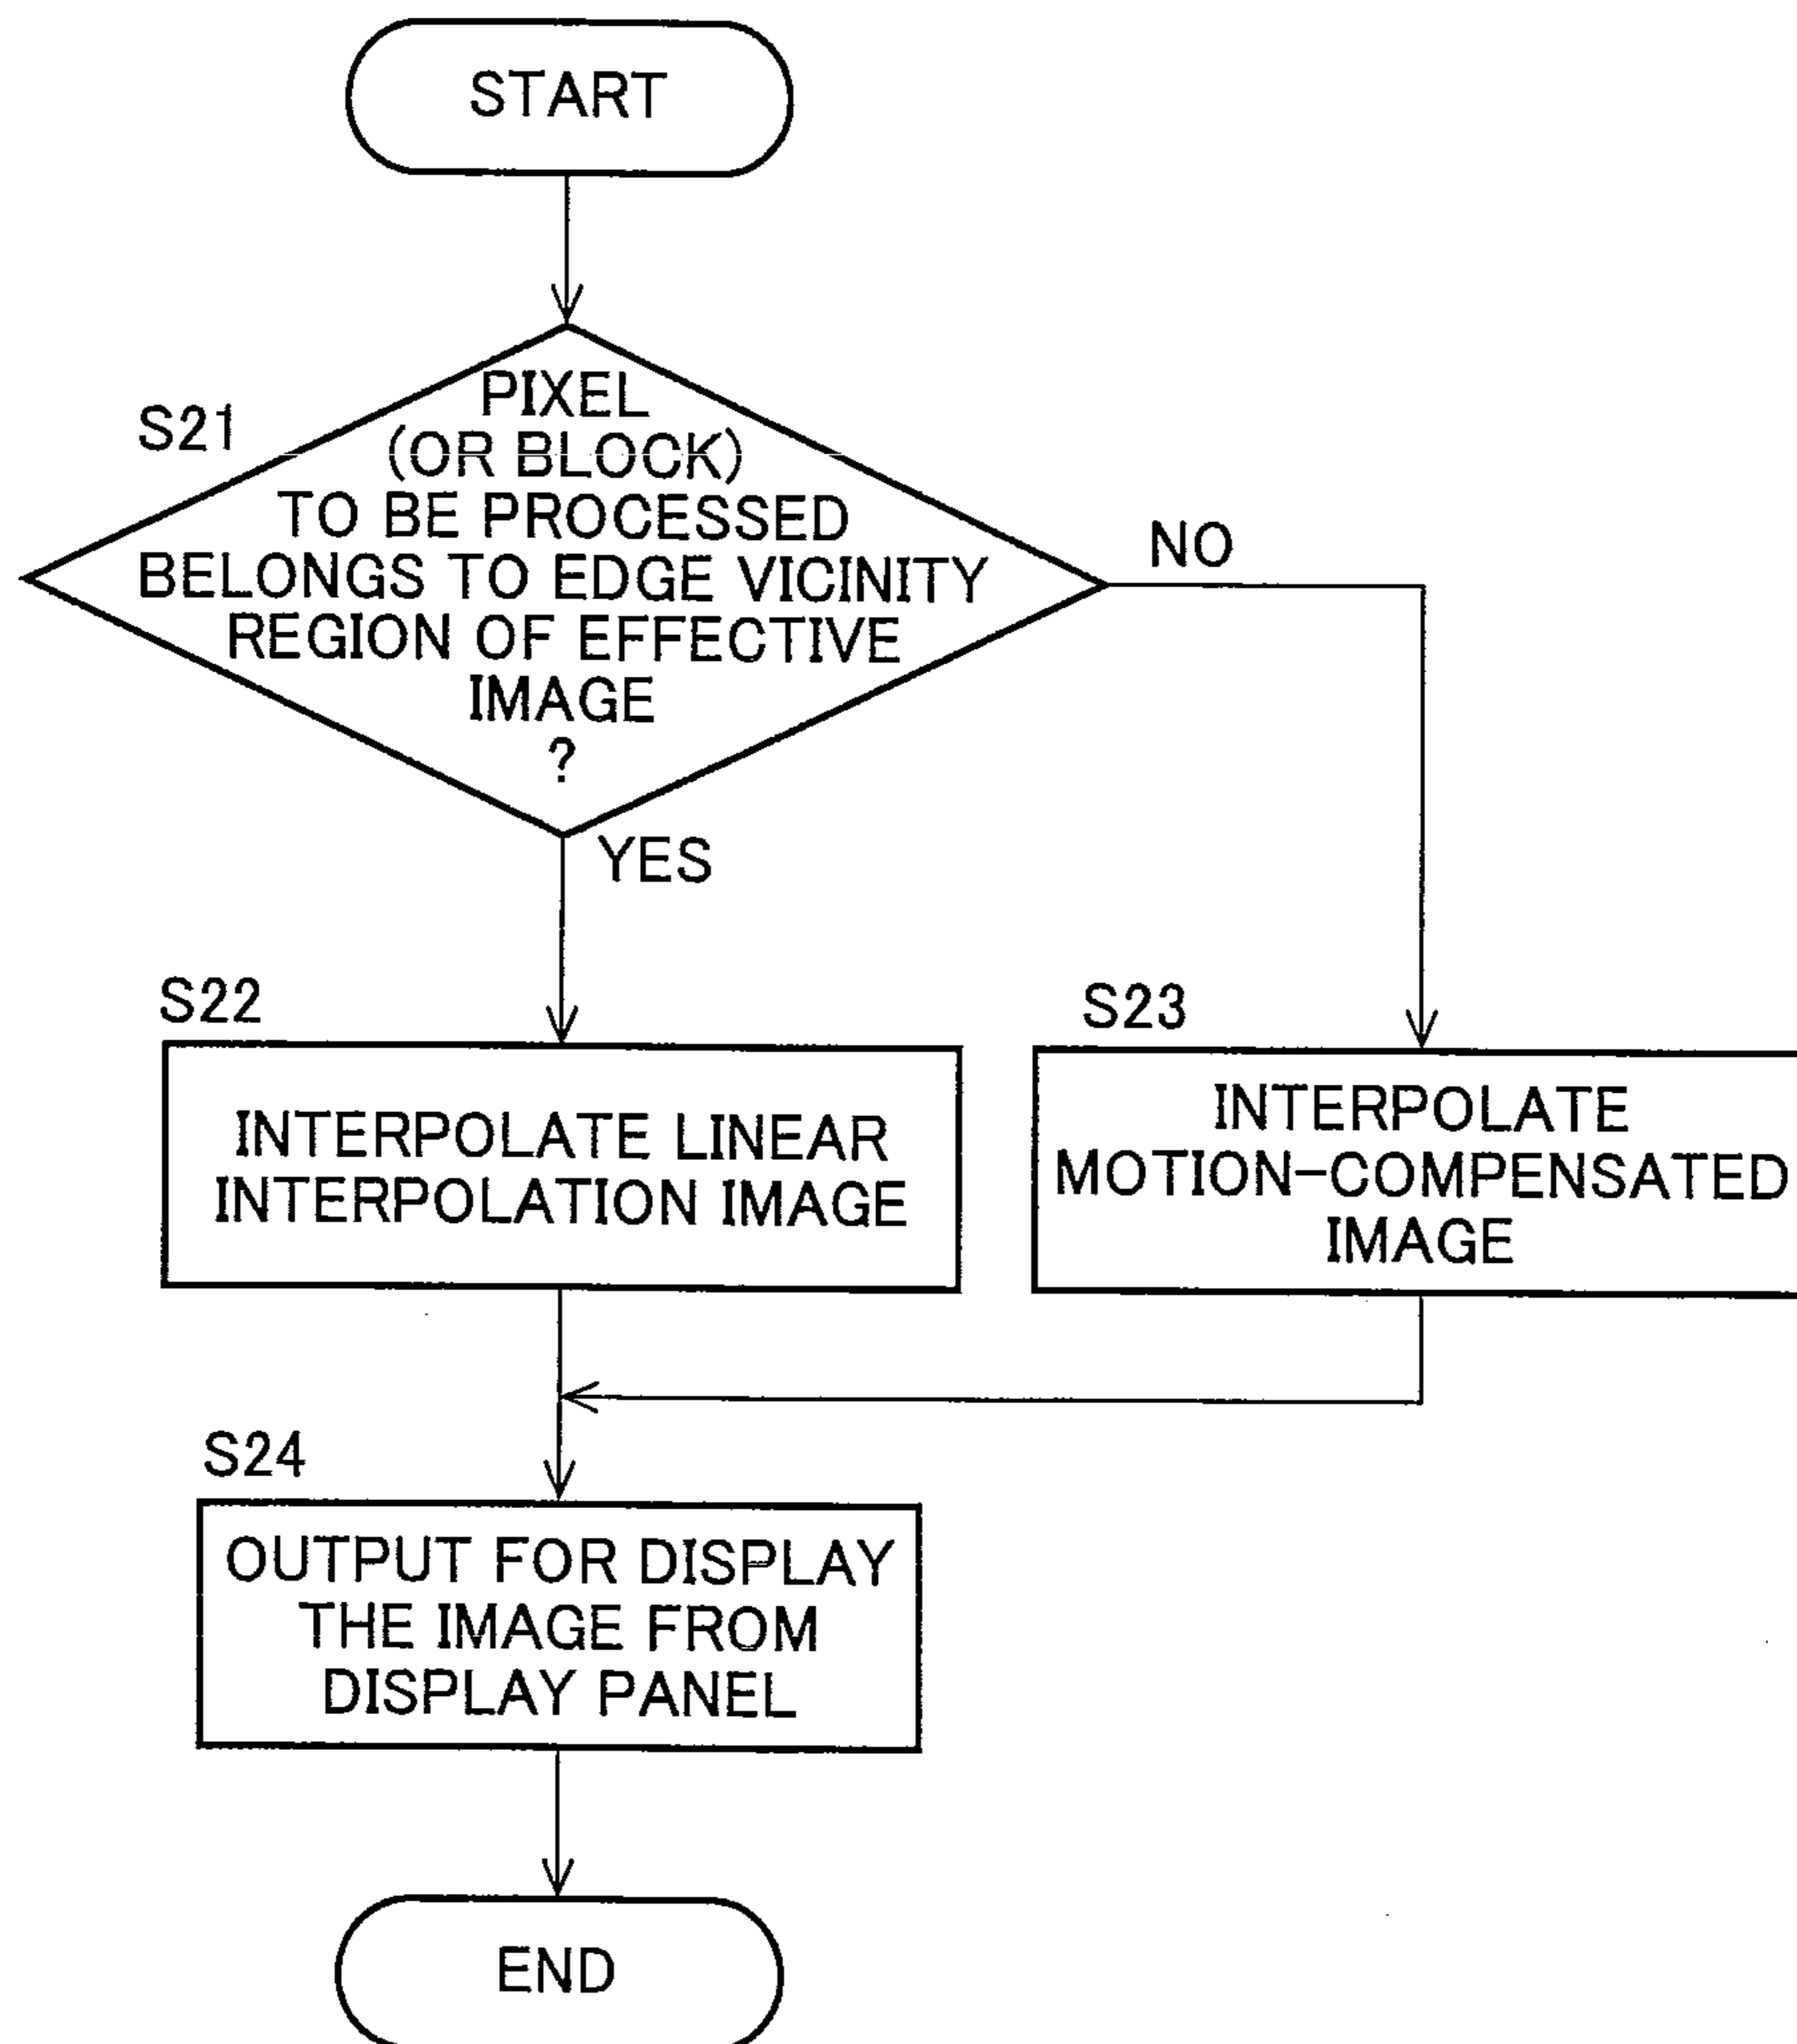 START
S21
PIXEL
(OR BLOCK)
TO BE PROCESSED
BELONGS TO EDGE VICINITY
REGION OF EFFECTIVE
IMAGE
?
NO
YES
S22
INTERPOLATE LINEAR
INTERPOLATION IMAGE
S23
INTERPOLATE
MOTION-COMPENSATED
IMAGE
S24
OUTPUT FOR DISPLAY
THE IMAGE FROM
DISPLAY PANEL
END